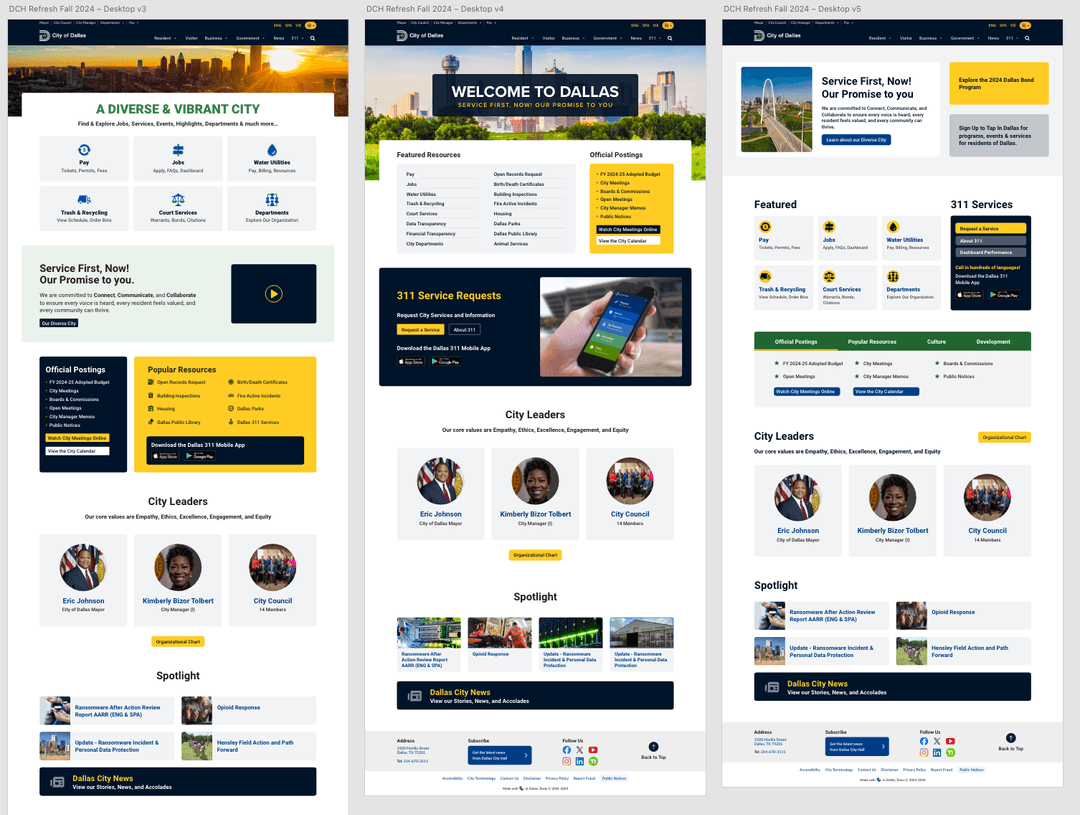 DCH Refresh Fall 2024 – Desktop v3
Mayor City Council City Manager Departments Pay
ENG SPA VIE
City of Dallas
Resident Visitor Business Government News 311
A DIVERSE & VIBRANT CITY
Find & Explore Jobs, Services, Events, Highlights, Departments & much more...
Pay
Tickets, Permits, Fees
Jobs
Apply, FAQs, Dashboard
Water Utilities
Pay, Billing, Resources
Trash & Recycling
View Schedule, Order Bins
Court Services
Warrants, Bonds, Citations
Departments
Explore Our Organization
Service First, Now!
Our Promise to you.
We are committed to Connect, Communicate, and Collaborate
to ensure every voice is heard, every resident feels valued, and
every community can thrive.
Our Diverse City
Official Postings
• FY 2024-25 Adopted Budget
• City Meetings
• Boards & Commissions
• Open Meetings
• City Manager Memos
• Public Notices
Watch City Meetings Online
View the City Calendar
Popular Resources
Open Records Request
Birth/Death Certificates
Building Inspections
Fire Active Incidents
Housing
Dallas Parks
Dallas Public Library
Dallas 311 Services
Download the Dallas 311 Mobile App
App Store
Google Play
City Leaders
Our core values are Empathy, Ethics, Excellence, Engagement, and Equity
Eric Johnson
City of Dallas Mayor
Kimberly Bizor Tolbert
City Manager (I)
City Council
14 Members
Organizational Chart
Spotlight
Ransomware After Action Review
Report AARR (ENG & SPA)
Opioid Response
Update - Ransomware Incident &
Personal Data Protection
Hensley Field Action and Path
Forward
Dallas City News
View our Stories, News, and Accolades
DCH Refresh Fall 2024 – Desktop v4
Mayor City Council City Manager Departments Pay
ENG SPA VIE
City of Dallas
Resident Visitor Business Government News 311
WELCOME TO DALLAS
SERVICE FIRST, NOW! OUR PROMISE TO YOU
Featured Resources
Pay
Jobs
Water Utilities
Trash & Recycling
Court Services
Data Transparency
Financial Transparency
City Departments
Open Records Request
Birth/Death Certificates
Building Inspections
Fire Active Incidents
Housing
Dallas Parks
Dallas Public Library
Animal Services
Official Postings
• FY 2024-25 Adopted Budget
• City Meetings
• Boards & Commissions
• Open Meetings
• City Manager Memos
• Public Notices
Watch City Meetings Online
View the City Calendar
311 Service Requests
Request City Services and Information
Request a Service
About 311
Download the Dallas 311 Mobile App
App Store
Google Play
City Leaders
Our core values are Empathy, Ethics, Excellence, Engagement, and Equity
Eric Johnson
City of Dallas Mayor
Kimberly Bizor Tolbert
City Manager (I)
City Council
14 Members
Organizational Chart
Spotlight
Ransomware After
Action Review Report
AARR (ENG & SPA)
Opioid Response
Update - Ransomware
Incident & Personal Data
Protection
Update - Ransomware
Incident & Personal Data
Protection
Dallas City News
View our Stories, News, and Accolades
Address
1500 Marilla Street
Dallas, TX 75201
Tel: 214-670-3111
Subscribe
Get the latest news
from Dallas City Hall
Follow Us
Back to Top
Accessibility City Terminology Contact Us Disclaimer Privacy Policy Report Fraud Public Notices
Made with in Dallas, Texas © 2001-2024
DCH Refresh Fall 2024 – Desktop v5
Mayor City Council City Manager Departments Pay
ENG SPA VIE
City of Dallas
Resident Visitor Business Government News 311
Service First, Now!
Our Promise to you
We are committed to Connect, Communicate, and
Collaborate to ensure every voice is heard, every
resident feels valued, and every community can
thrive.
Learn about our Diverse City
Explore the 2024 Dallas Bond
Program
Sign Up to Tap In Dallas for
programs, events & services
for residents of Dallas.
Featured
Pay
Tickets, Permits, Fees
Jobs
Apply, FAQs, Dashboard
Water Utilities
Pay, Billing, Resources
Trash & Recycling
View Schedule, Order Bins
Court Services
Warrants, Bonds,
Citations
Departments
Explore Our Organization
311 Services
Request a Service
About 311
Dashboard Performance
Call in hundreds of languages!
Download the Dallas 311
Mobile App
App Store
Google Play
Official Postings Popular Resources Culture Development
FY 2024-25 Adopted Budget
City Meetings
Boards & Commissions
Open Meetings
City Manager Memos
Public Notices
Watch City Meetings Online
View the City Calendar
City Leaders
Organizational Chart
Our core values are Empathy, Ethics, Excellence, Engagement, and Equity
Eric Johnson
City of Dallas Mayor
Kimberly Bizor Tolbert
City Manager (I)
City Council
14 Members
Spotlight
Ransomware After Action Review
Report AARR (ENG & SPA)
Opioid Response
Update - Ransomware Incident &
Personal Data Protection
Hensley Field Action and Path
Forward
Dallas City News
View our Stories, News, and Accolades
Address
1500 Marilla Street
Dallas, TX 75201
Tel: 214-670-3111
Subscribe
Get the latest news
from Dallas City Hall
Follow Us
Back to Top
Accessibility City Terminology Contact Us Disclaimer Privacy Policy Report Fraud Public Notices
Made with in Dallas, Texas © 2001-2024